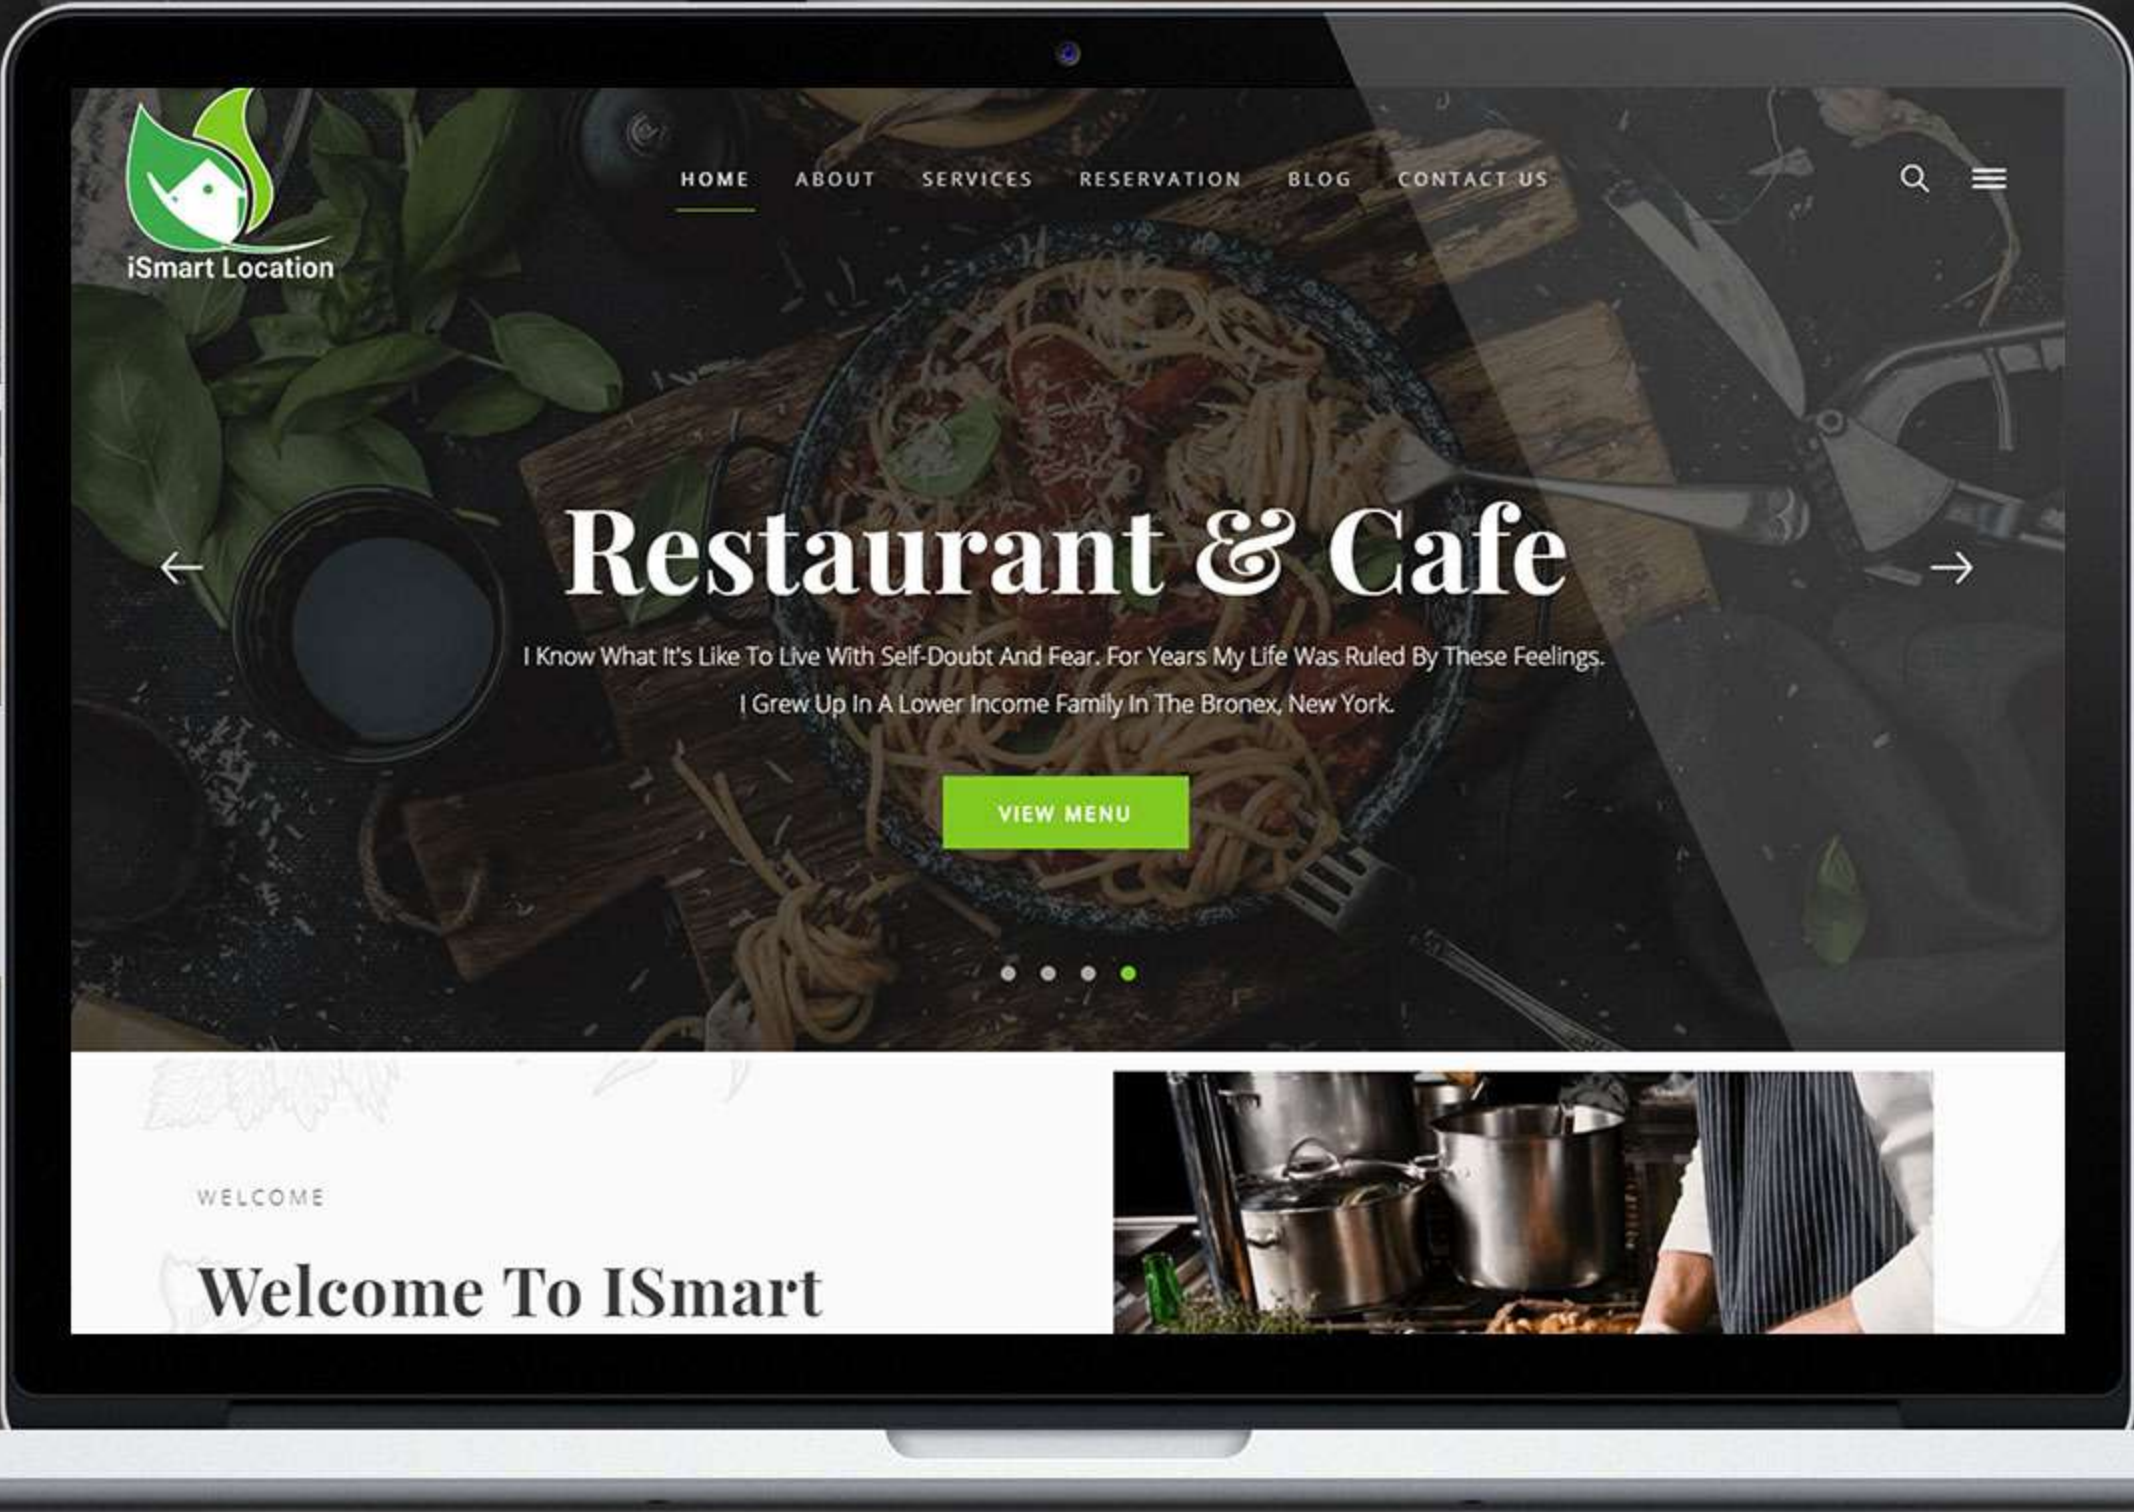 iSmart Location
HOME ABOUT SERVICES RESERVATION BLOG CONTACT US
Restaurant & Cafe
I Know What It's Like To Live With Self-Doubt And Fear. For Years My Life Was Ruled By These Feelings.
I Grew Up In A Lower Income Family In The Bronex, New York.
VIEW MENU
WELCOME
Welcome To ISmart